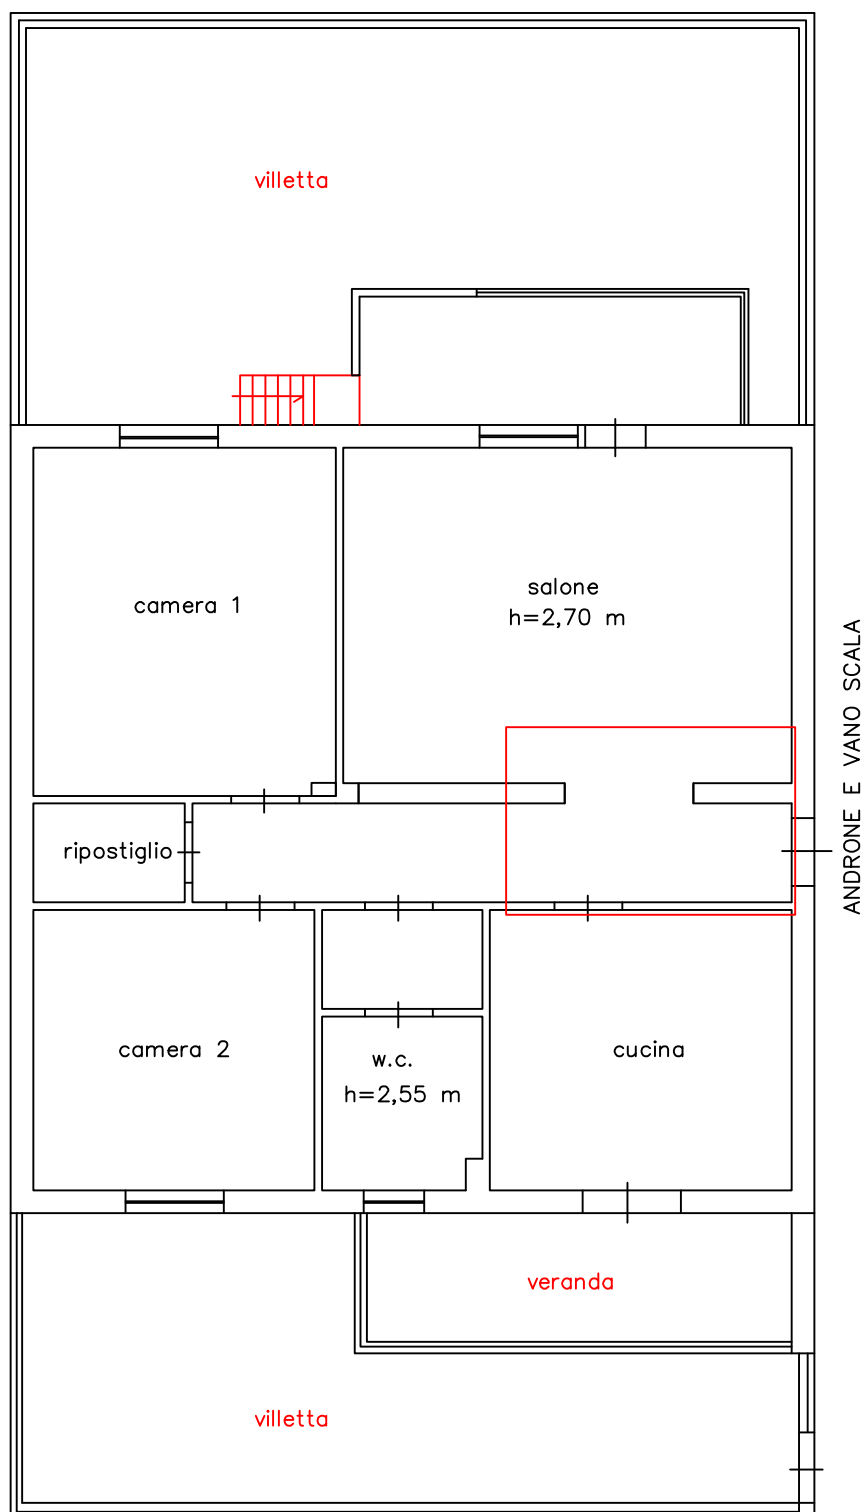 villetta
salone
h=2,70 m
camera 1
ANDRONE E VANO SCALA
ripostiglio
camera 2
w.c.
h=2,55 m
cucina
veranda
villetta